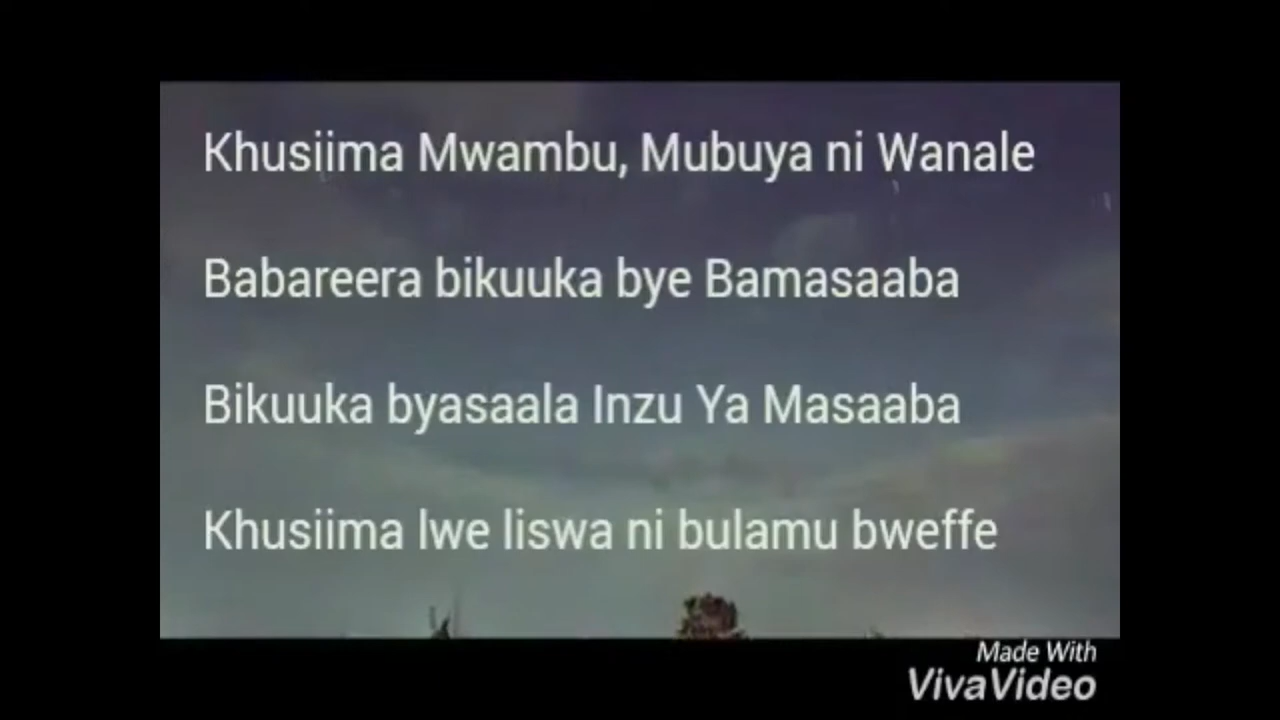 Khusiima Mwambu, Mubuya ni Wanale
Babareera bikuuka bye Bamasaaba
Bikuuka byasaala Inzu Ya Masaaba
Khusiima lwe liswa ni bulamu bweffe
Made With
VivaVideo